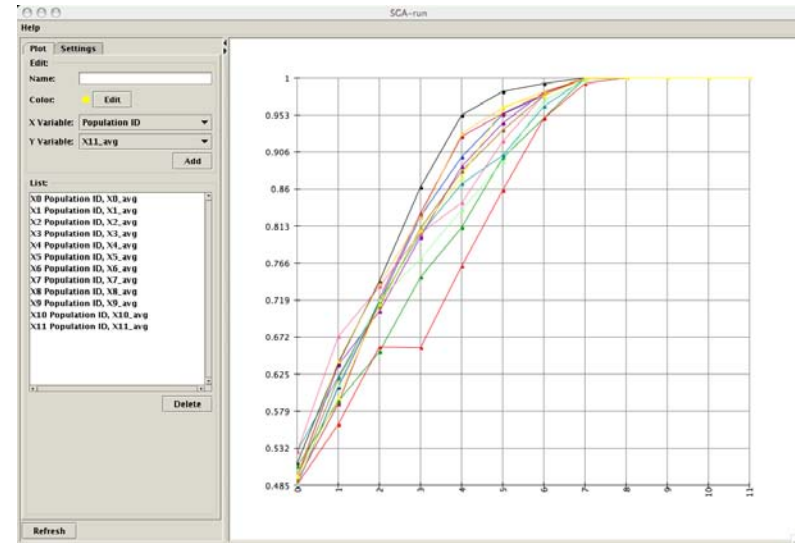 SCA-run
Help
Plot Settings
Edit:
Name:
Color: Edit
X Variable: Population ID
Y Variable: X11_avg
Add
List:
X0 Population ID, X0_avg
X1 Population ID, X1_avg
X2 Population ID, X2_avg
X3 Population ID, X3_avg
X4 Population ID, X4_avg
X5 Population ID, X5_avg
X6 Population ID, X6_avg
X7 Population ID, X7_avg
X8 Population ID, X8_avg
X9 Population ID, X9_avg
X10 Population ID, X10_avg
X11 Population ID, X11_avg
Delete
Refresh
1
0.953
0.906
0.86
0.813
0.766
0.719
0.672
0.625
0.579
0.532
0.485
0 1 2 3 4 5 6 7 8 9 10 11